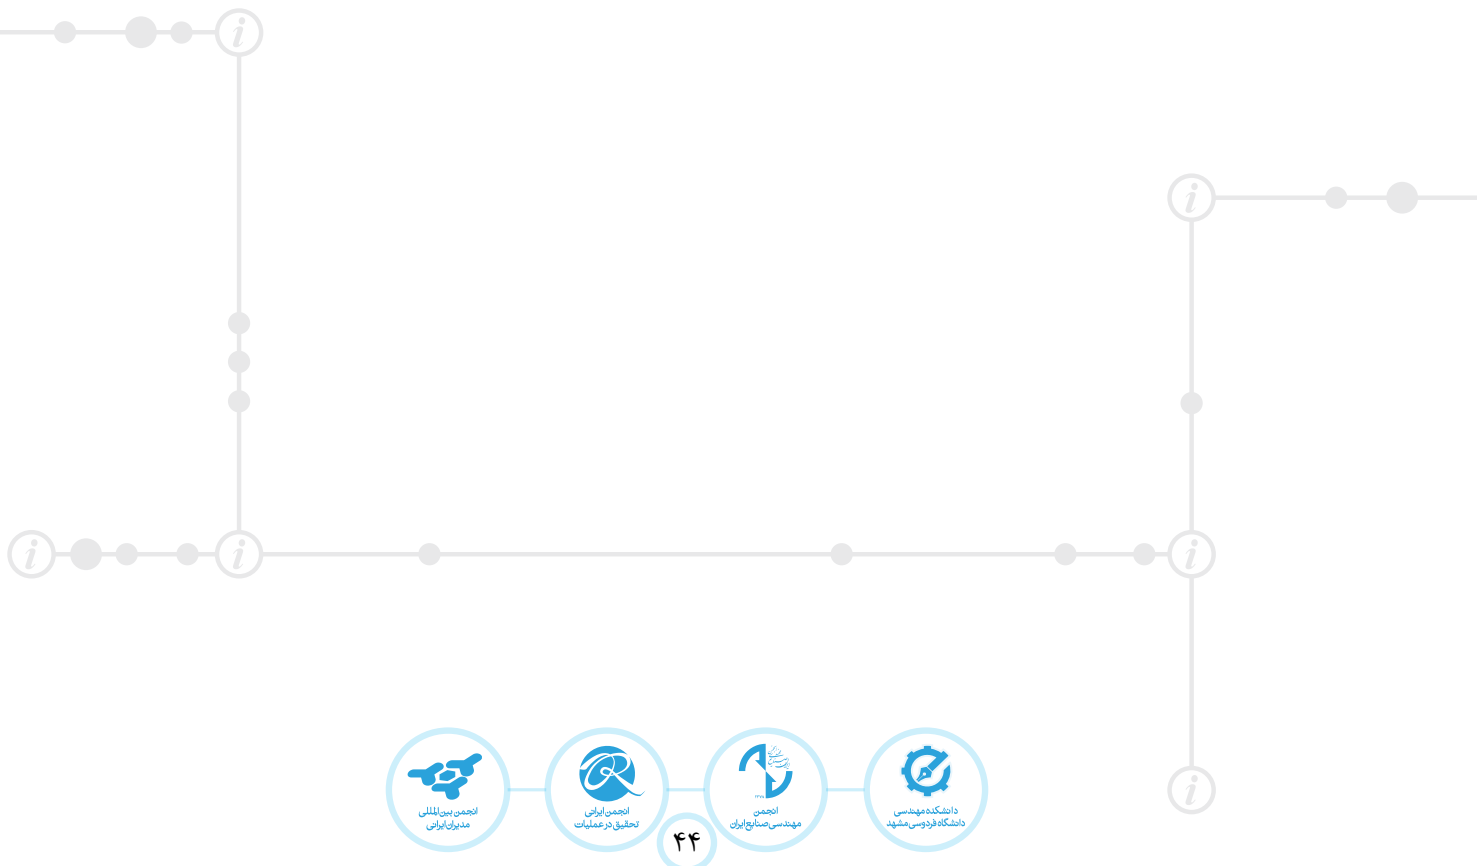 i
i
i
i
i
i
دانشکده مهندسی
دانشگاه فردوسی مشهد
انجمن
مهندسی صنایع ایران
انجمن ایرانی
تحقیق در عملیات
انجمن بین‌المللی
مدیران ایرانی
۴۴